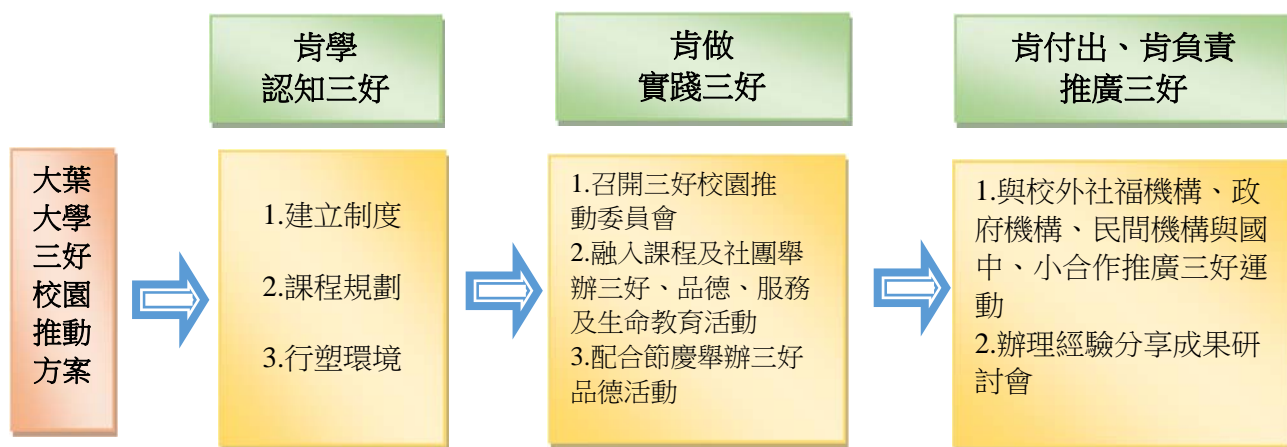 肯學
認知三好
肯做
實踐三好
肯付出、肯負責
推廣三好
大葉
大學
三好
校園
推動
方案
1.建立制度
2.課程規劃
3.行塑環境
1.召開三好校園推
動委員會
2.融入課程及社團舉
辦三好、品德、服務
及生命教育活動
3.配合節慶舉辦三好
品德活動
1.與校外社福機構、政
府機構、民間機構與國
中、小合作推廣三好運
動
2.辦理經驗分享成果研
討會